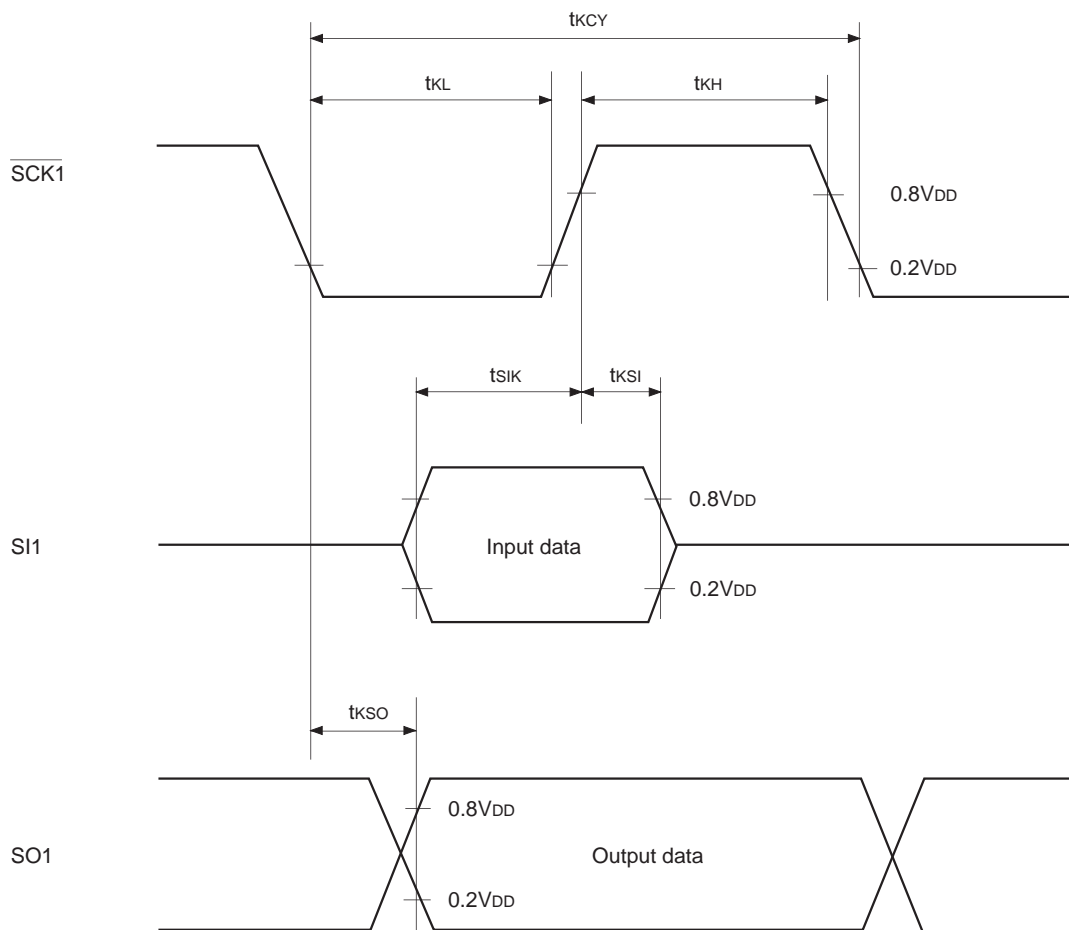 tKCY
tKL
tKH
SCK1
0.8VDD
0.2VDD
tSIK
tKSI
0.8VDD
SI1
Input data
0.2VDD
tKSO
0.8VDD
SO1
Output data
0.2VDD